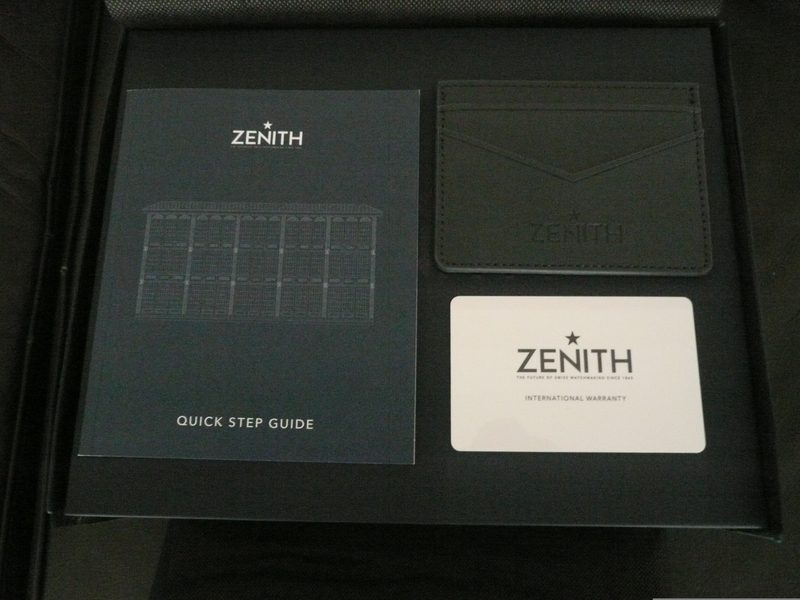 ZENITH
QUICK STEP GUIDE
ZENITH
ZENITH
THE FUTURE OF SWISS WATCHMAKING SINCE 1865
INTERNATIONAL WARRANTY